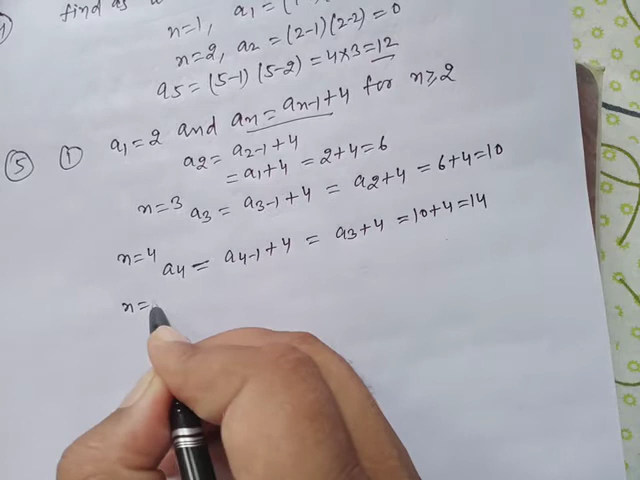 find as
n=1, a1=(1-
n=2, a2=(2-1)(2-2)=0
a5=(5-1)(5-2)=4×3=12
⑤ ① a1=2 and an=an-1+4 for n≥2
a2=a2-1+4
=a1+4=2+4=6
n=3 a3=a3-1+4=a2+4=6+4=10
n=4 a4=a4-1+4=a3+4=10+4=14
n=